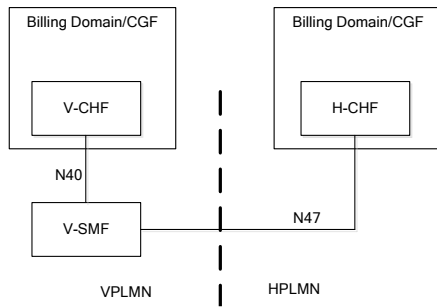 Billing Domain/CGF
Billing Domain/CGF
V-CHF
H-CHF
N40
V-SMF
N47
VPLMN
HPLMN